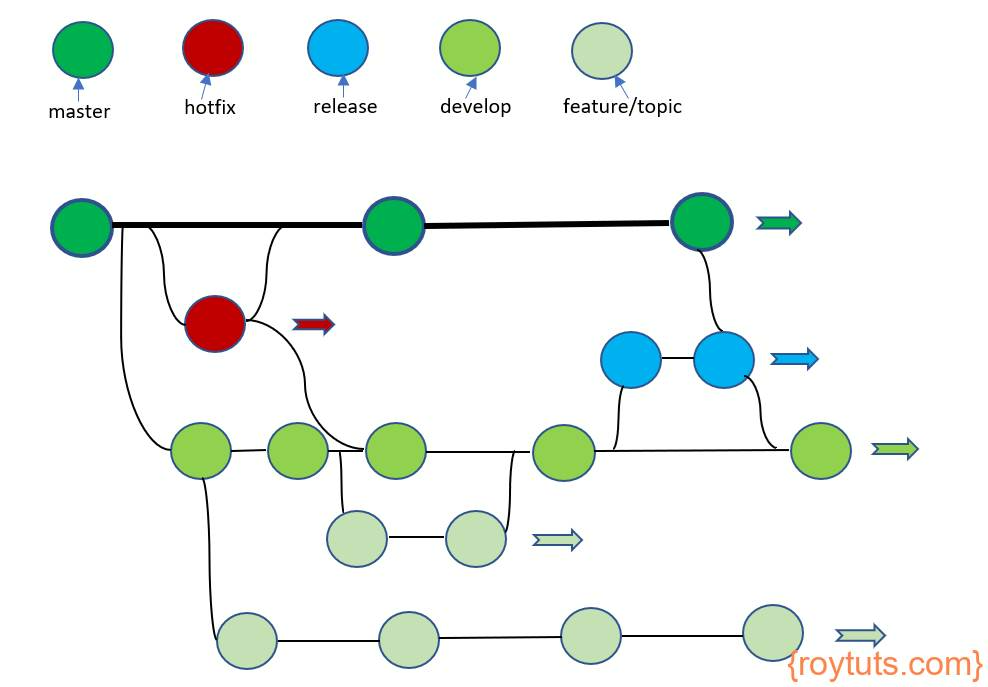 master
hotfix
release
develop
feature/topic
{roytuts.com}